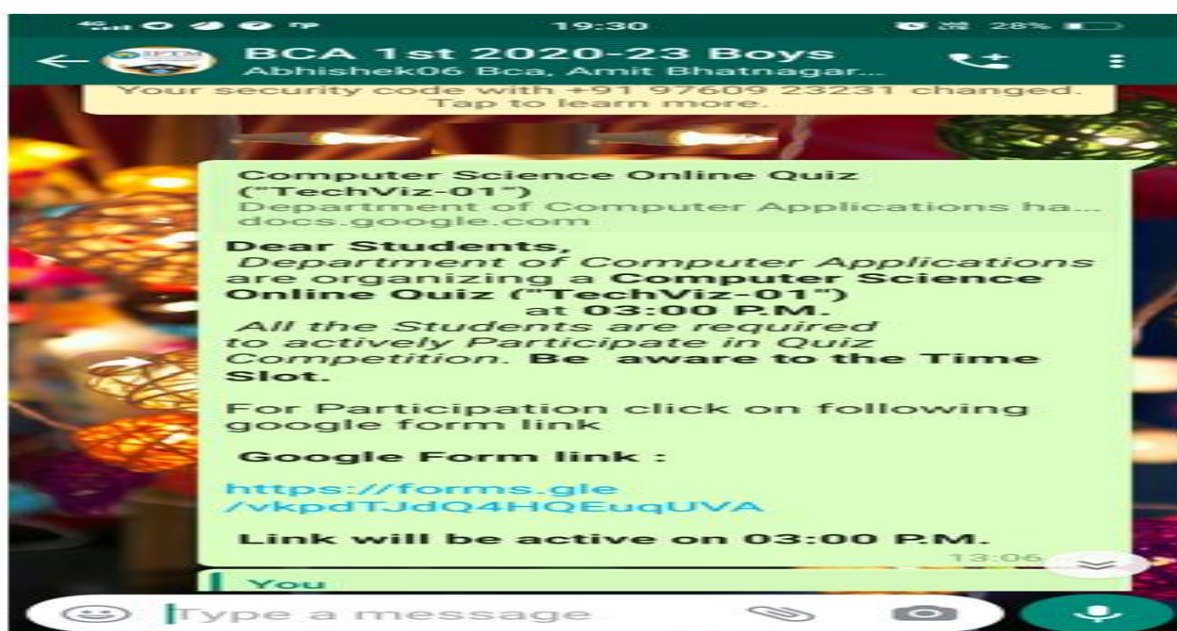 4G
19:30
28%
BCA 1st 2020-23 Boys
Abhishek06 Bca, Amit Bhatnagar...
Your security code with +91 97609 23231 changed.
Tap to learn more.
Computer Science Online Quiz
("TechViz-01")
Department of Computer Applications ha...
docs.google.com
Dear Students,
Department of Computer Applications
are organizing a Computer Science
Online Quiz ("TechViz-01")
at 03:00 P.M.
All the Students are required
to actively Participate in Quiz
Competition. Be aware to the Time
Slot.
For Participation click on following
google form link
Google Form link :
https://forms.gle
/vkpdTJdQ4HQEuqUVA
Link will be active on 03:00 P.M.
13:06
You
Type a message